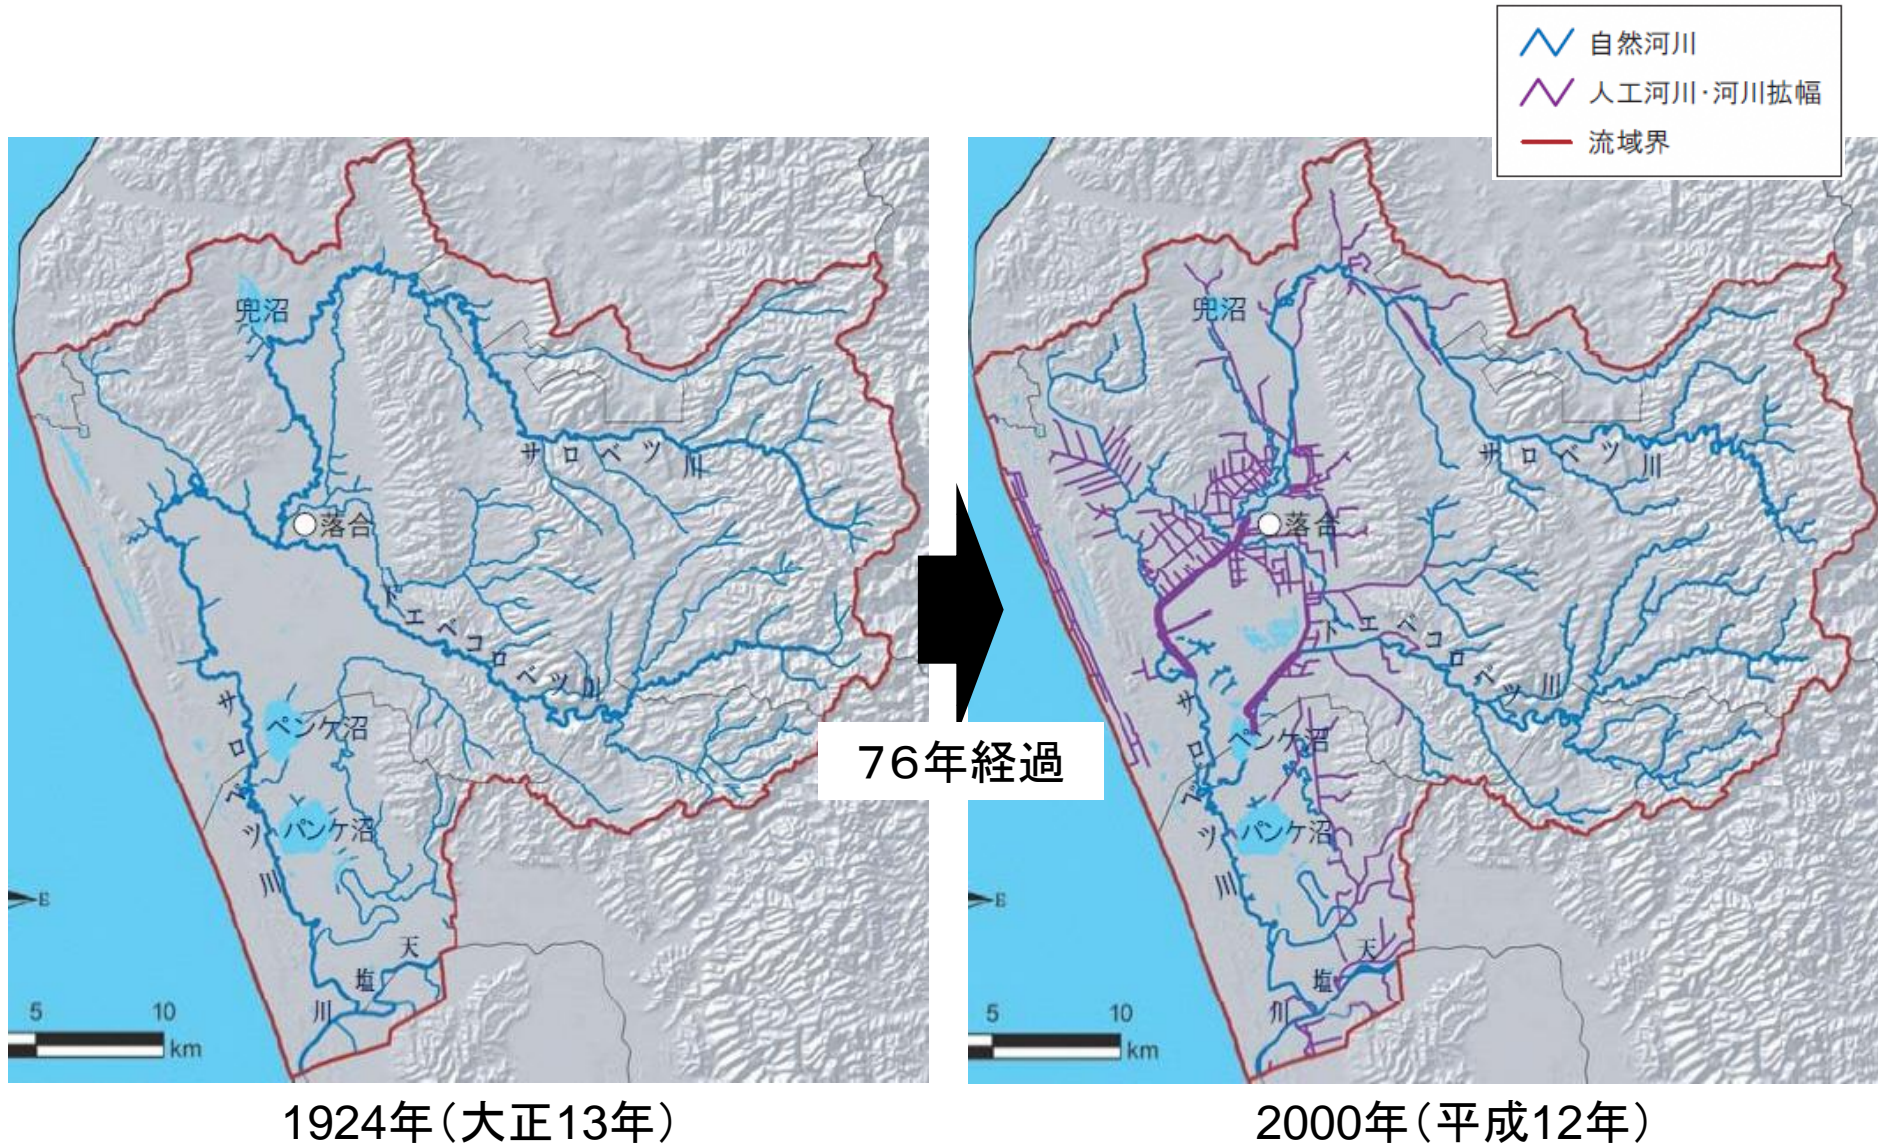 自然河川
人工河川・河川拡幅
流域界
兜沼
サロベツ川
落合
下エベコロベツ川
ペンケ沼
サロベツ川
パンケ沼
天塩川
E
5 10
km
1924年(大正13年)
76年経過
兜沼
サロベツ川
落合
下エベコロベツ川
ペンケ沼
サロベツ川
パンケ沼
天塩川
E
5 10
km
2000年(平成12年)